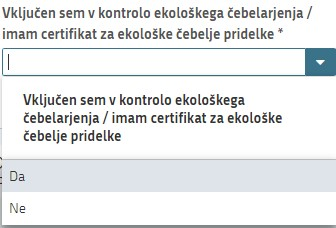 Vključen sem v kontrolo ekološkega čebelarjenja /
imam certifikat za ekološke čebelje pridelke *
Vključen sem v kontrolo ekološkega
čebelarjenja / imam certifikat za ekološke
čebelje pridelke
Da
Ne